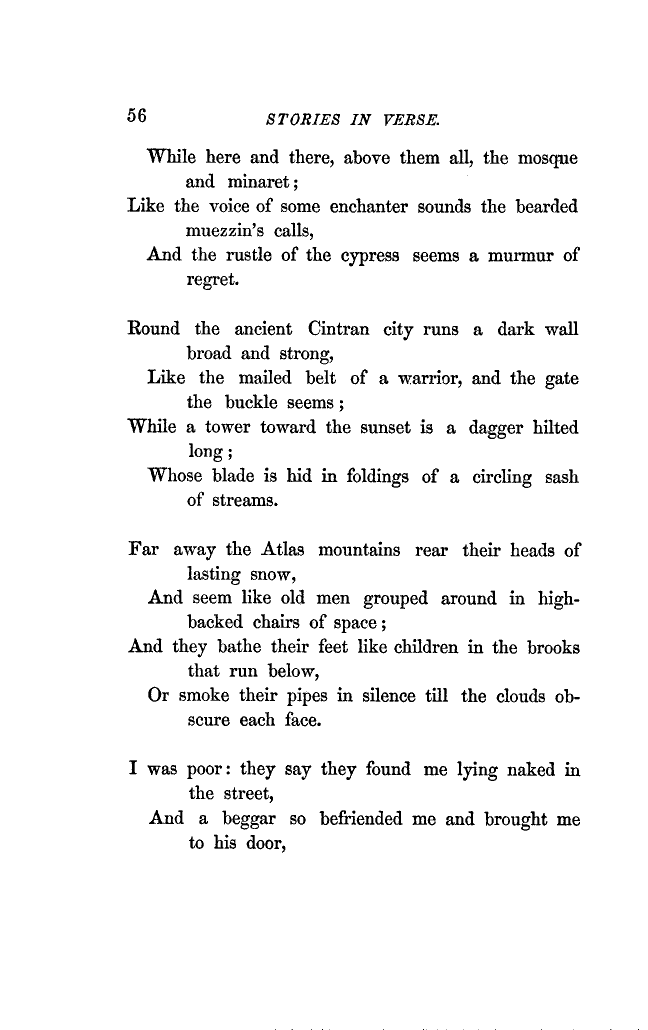 56 STORIES IN VERSE.
While here and there, above them all, the mosque
and minaret;
Like the voice of some enchanter sounds the bearded
muezzin's calls,
And the rustle of the cypress seems a murmur of
regret.
Round the ancient Cintran city runs a dark wall
broad and strong,
Like the mailed belt of a warrior, and the gate
the buckle seems;
While a tower toward the sunset is a dagger hilted
long;
Whose blade is hid in foldings of a circling sash
of streams.
Far away the Atlas mountains rear their heads of
lasting snow,
And seem like old men grouped around in high-
backed chairs of space;
And they bathe their feet like children in the brooks
that run below,
Or smoke their pipes in silence till the clouds ob-
scure each face.
I was poor: they say they found me lying naked in
the street,
And a beggar so befriended me and brought me
to his door,